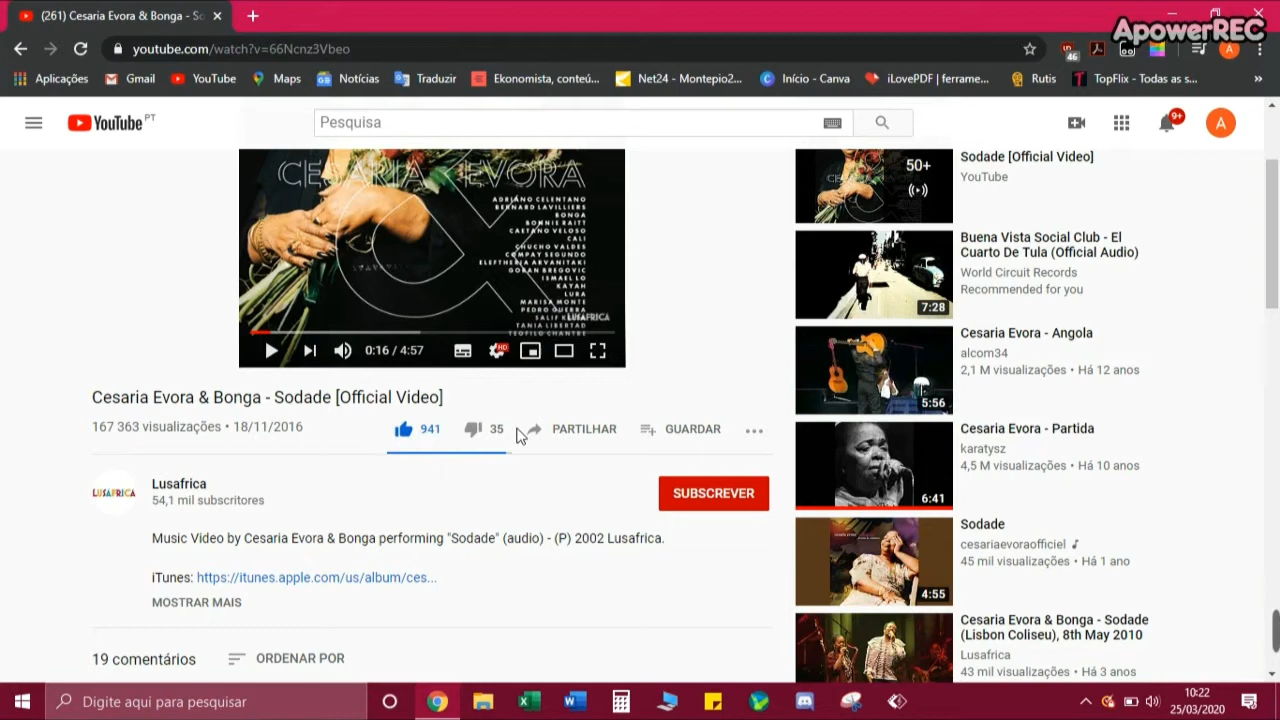 (261) Cesaria Evora & Bonga - So
ApowerREC
youtube.com/watch?v=66Ncnz3Vbeo
46
A
Aplicações
Gmail
YouTube
Maps
Notícias
Traduzir
Ekonomista, conteú...
Net24 - Montepio2...
Início - Canva
iLovePDF | ferrame...
Rutis
TopFlix - Todas as s...
»
YouTube PT
Pesquisa
9+
A
CESARIA EVORA
&
ADRIANO CELENTANO
BERNARD LAVILLIERS
BONGA
BONNIE RAITT
CAETANO VELOSO
CALI
CHUCHO VALDES
COMPAY SEGUNDO
ELEFTHERIA ARVANITAKI
GORAN BREGOVIC
ISMAEL LO
KAYAH
LURA
MARISA MONTE
PEDRO GUERRA
SALIF KEITA
LUSAFRICA
TANIA LIBERTAD
TEOFILO CHANTRE
0:16 / 4:57
HD
Cesaria Evora & Bonga - Sodade [Official Video]
167 363 visualizações • 18/11/2016
941
35
PARTILHAR
GUARDAR
LUSAFRICA
Lusafrica
54,1 mil subscritores
SUBSCREVER
Music Video by Cesaria Evora & Bonga performing "Sodade" (audio) - (P) 2002 Lusafrica.
iTunes: https://itunes.apple.com/us/album/ces...
MOSTRAR MAIS
19 comentários
ORDENAR POR
50+
Sodade [Official Video]
YouTube
7:28
Buena Vista Social Club - El
Cuarto De Tula (Official Audio)
World Circuit Records
Recommended for you
5:56
Cesaria Evora - Angola
alcom34
2,1 M visualizações • Há 12 anos
6:41
Cesaria Evora - Partida
karatysz
4,5 M visualizações • Há 10 anos
4:55
Sodade
cesariaevoraofficiel ♪
45 mil visualizações • Há 1 ano
Cesaria Evora & Bonga - Sodade
(Lisbon Coliseu), 8th May 2010
Lusafrica
43 mil visualizações • Há 3 anos
Digite aqui para pesquisar
10:22
25/03/2020